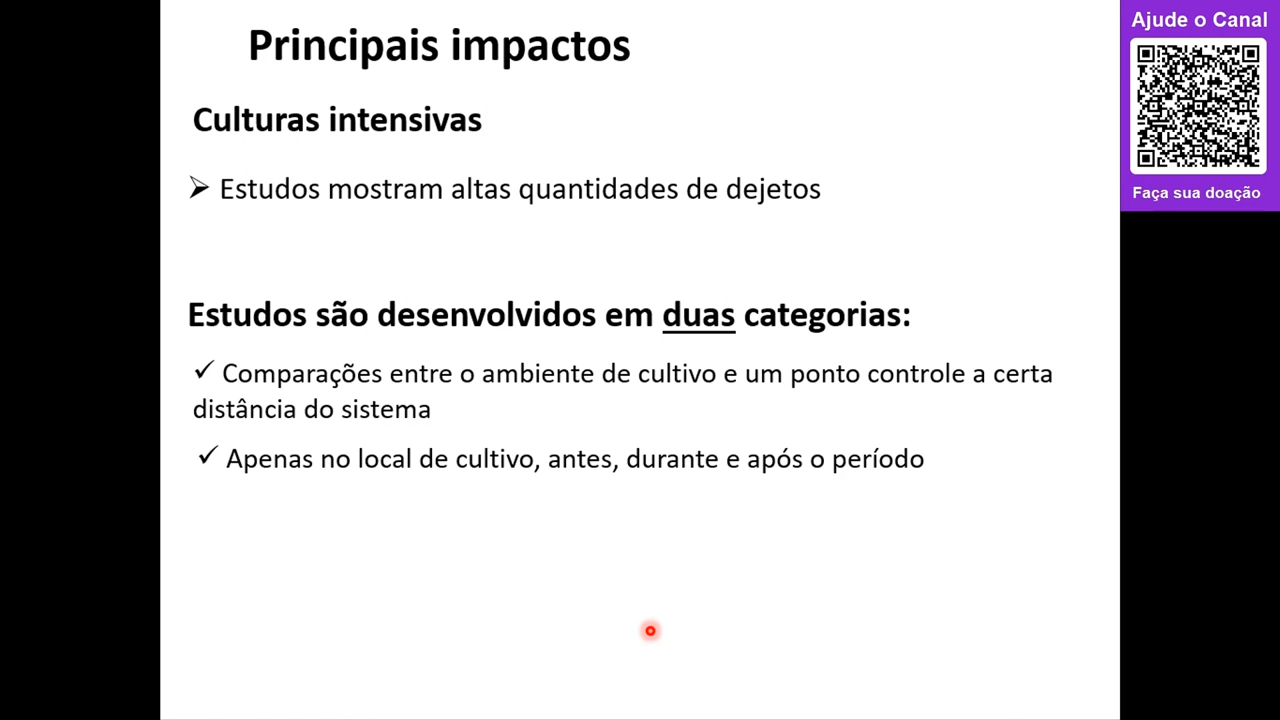 Principais impactos
Ajude o Canal
Culturas intensivas
➢ Estudos mostram altas quantidades de dejetos
Faça sua doação
Estudos são desenvolvidos em duas categorias:
✓ Comparações entre o ambiente de cultivo e um ponto controle a certa
distância do sistema
✓ Apenas no local de cultivo, antes, durante e após o período